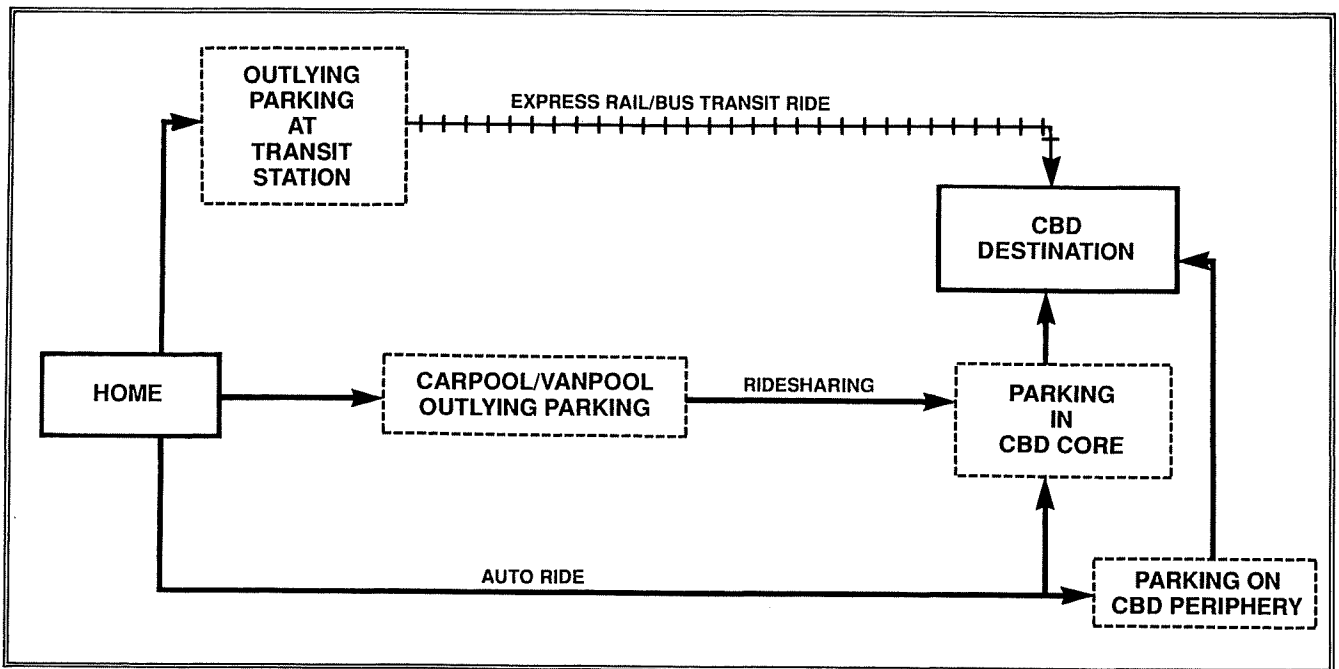 OUTLYING
PARKING
AT
TRANSIT
STATION
EXPRESS RAIL/BUS TRANSIT RIDE
CBD
DESTINATION
HOME
CARPOOL/VANPOOL
OUTLYING PARKING
RIDESHARING
PARKING
IN
CBD CORE
AUTO RIDE
PARKING ON
CBD PERIPHERY